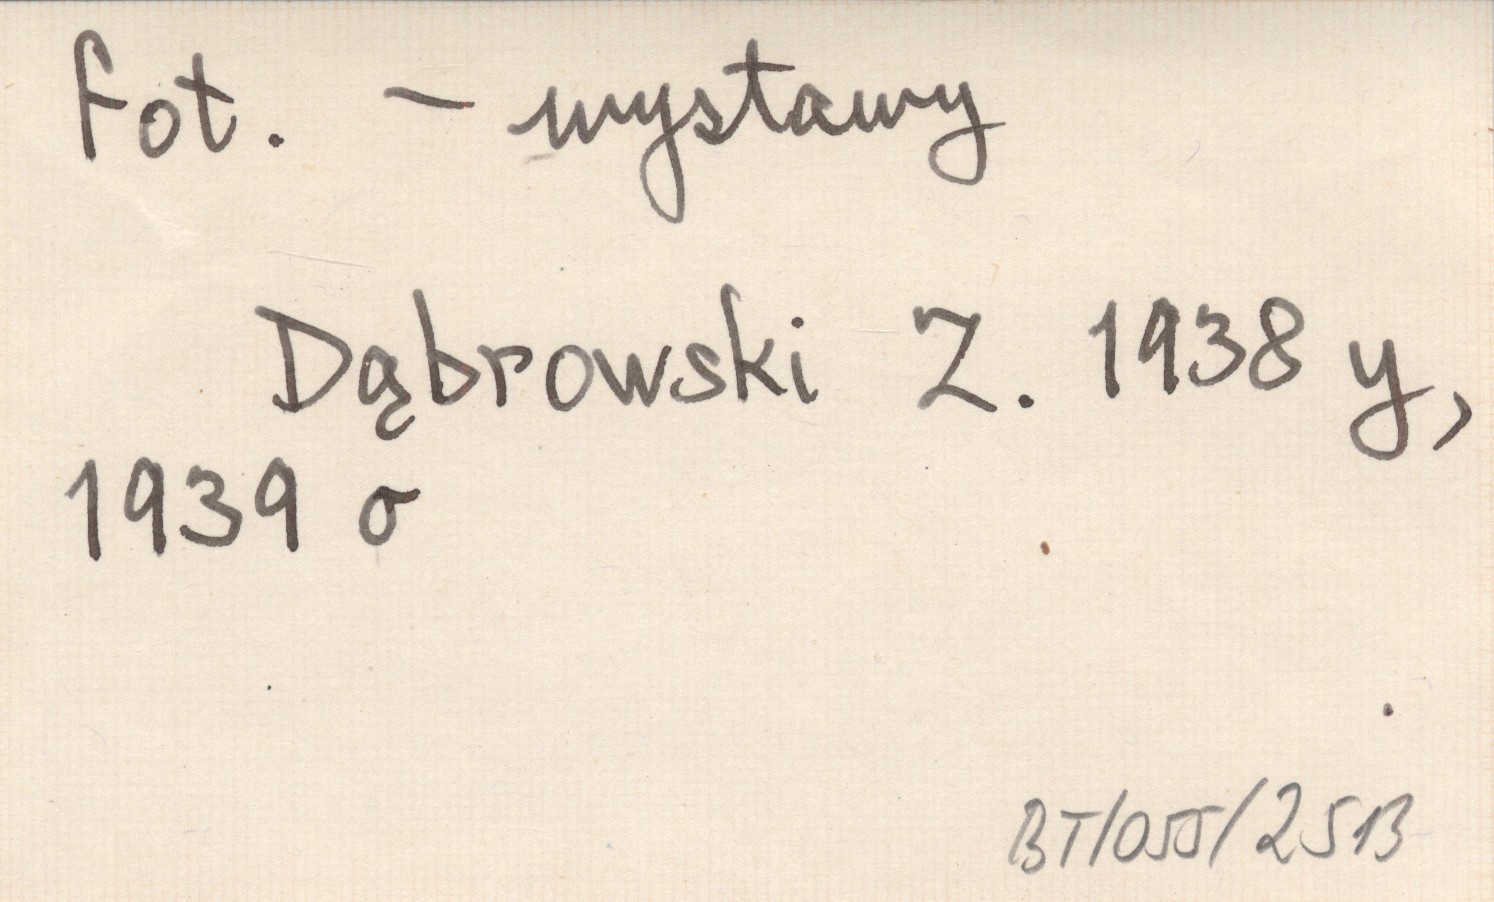 Fot. - wystawy
Dąbrowski Z. 1938 y,
1939 o
BT/055/2513